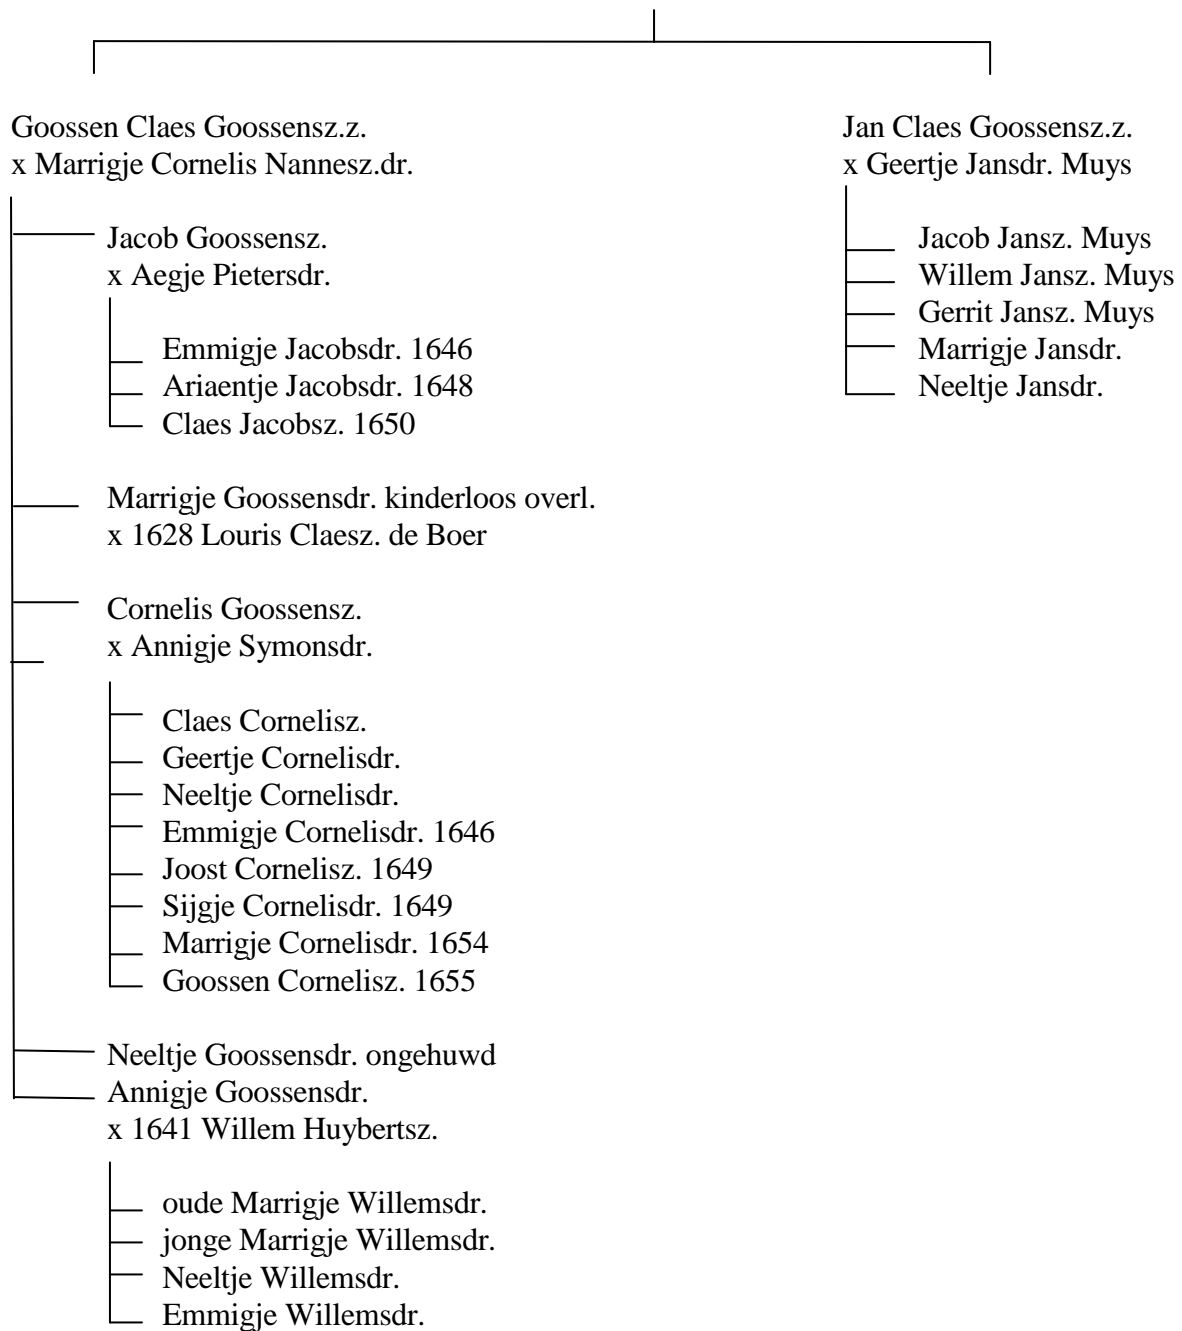 Goossen Claes Goossensz.z.
x Marrigje Cornelis Nannesz.dr.
Jacob Goossensz.
x Aegje Pietersdr.
Emmigje Jacobsdr. 1646
Ariaentje Jacobsdr. 1648
Claes Jacobsz. 1650
Marrigje Goossensdr. kinderloos overl.
x 1628 Louris Claesz. de Boer
Cornelis Goossensz.
x Annigje Symonsdr.
Claes Cornelisz.
Geertje Cornelisdr.
Neeltje Cornelisdr.
Emmigje Cornelisdr. 1646
Joost Cornelisz. 1649
Sijgje Cornelisdr. 1649
Marrigje Cornelisdr. 1654
Goossen Cornelisz. 1655
Neeltje Goossensdr. ongehuwd
Annigje Goossensdr.
x 1641 Willem Huybertsz.
oude Marrigje Willemsdr.
jonge Marrigje Willemsdr.
Neeltje Willemsdr.
Emmigje Willemsdr.
Jan Claes Goossensz.z.
x Geertje Jansdr. Muys
Jacob Jansz. Muys
Willem Jansz. Muys
Gerrit Jansz. Muys
Marrigje Jansdr.
Neeltje Jansdr.